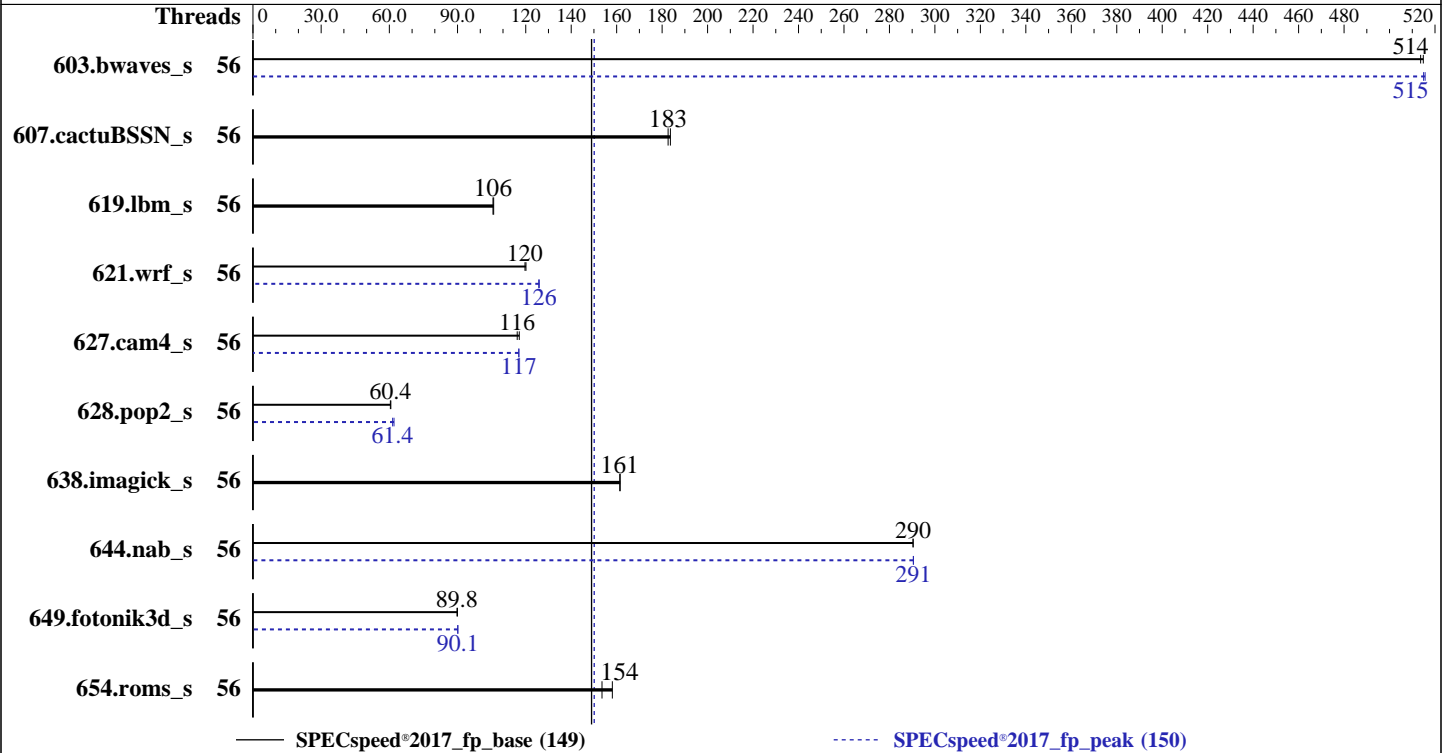 Threads 0 30.0 60.0 90.0 120 140 160 180 200 220 240 260 280 300 320 340 360 380 400 420 440 460 480 520
514
603.bwaves_s 56
515
183
607.cactuBSSN_s 56
106
619.lbm_s 56
120
621.wrf_s 56
126
116
627.cam4_s 56
117
60.4
628.pop2_s 56
61.4
161
638.imagick_s 56
290
644.nab_s 56
291
89.8
649.fotonik3d_s 56
90.1
154
654.roms_s 56
SPECspeed®2017_fp_base (149)
SPECspeed®2017_fp_peak (150)